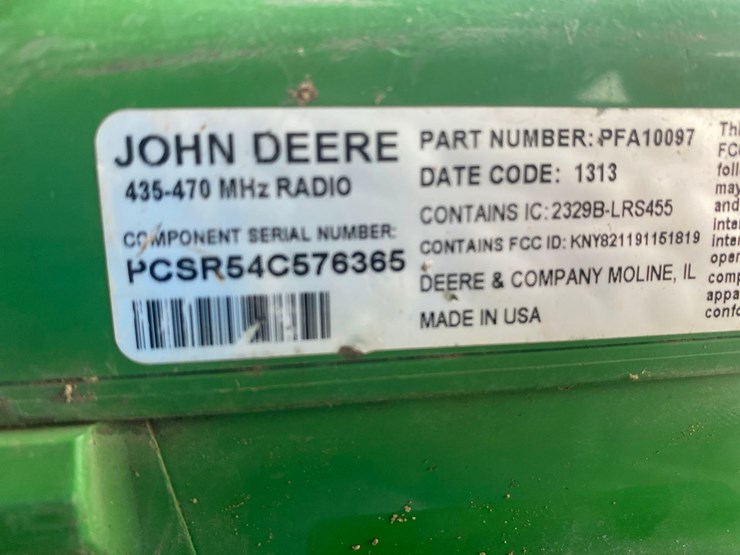 JOHN DEERE
435-470 MHz RADIO
COMPONENT SERIAL NUMBER:
PCSR54C576365
PART NUMBER: PFA10097
DATE CODE: 1313
CONTAINS IC: 2329B-LRS455
CONTAINS FCC ID: KNY821191151819
DEERE & COMPANY MOLINE, IL
MADE IN USA
and